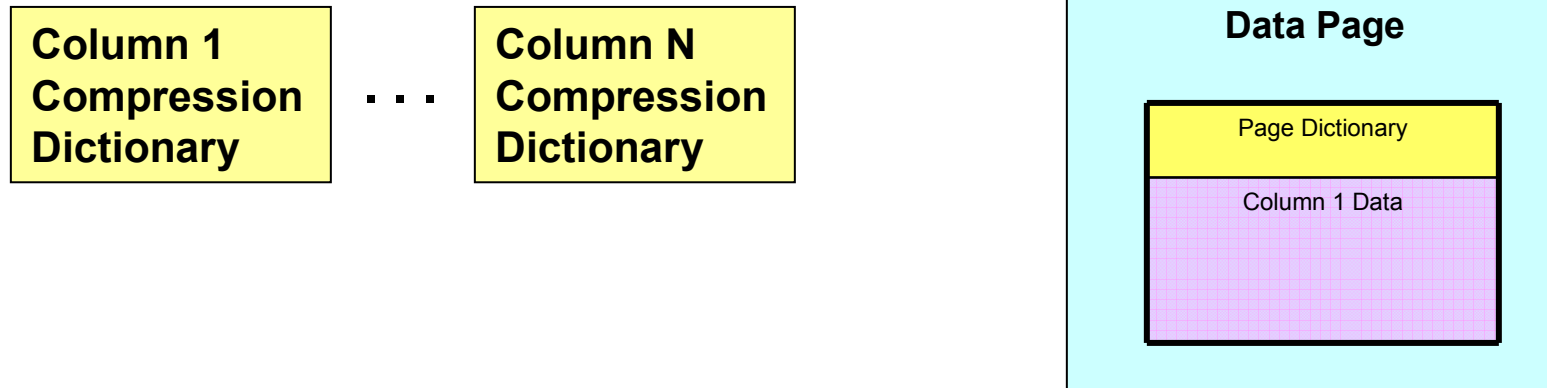 Column 1
Compression
Dictionary
. . .
Column N
Compression
Dictionary
Data Page
Page Dictionary
Column 1 Data